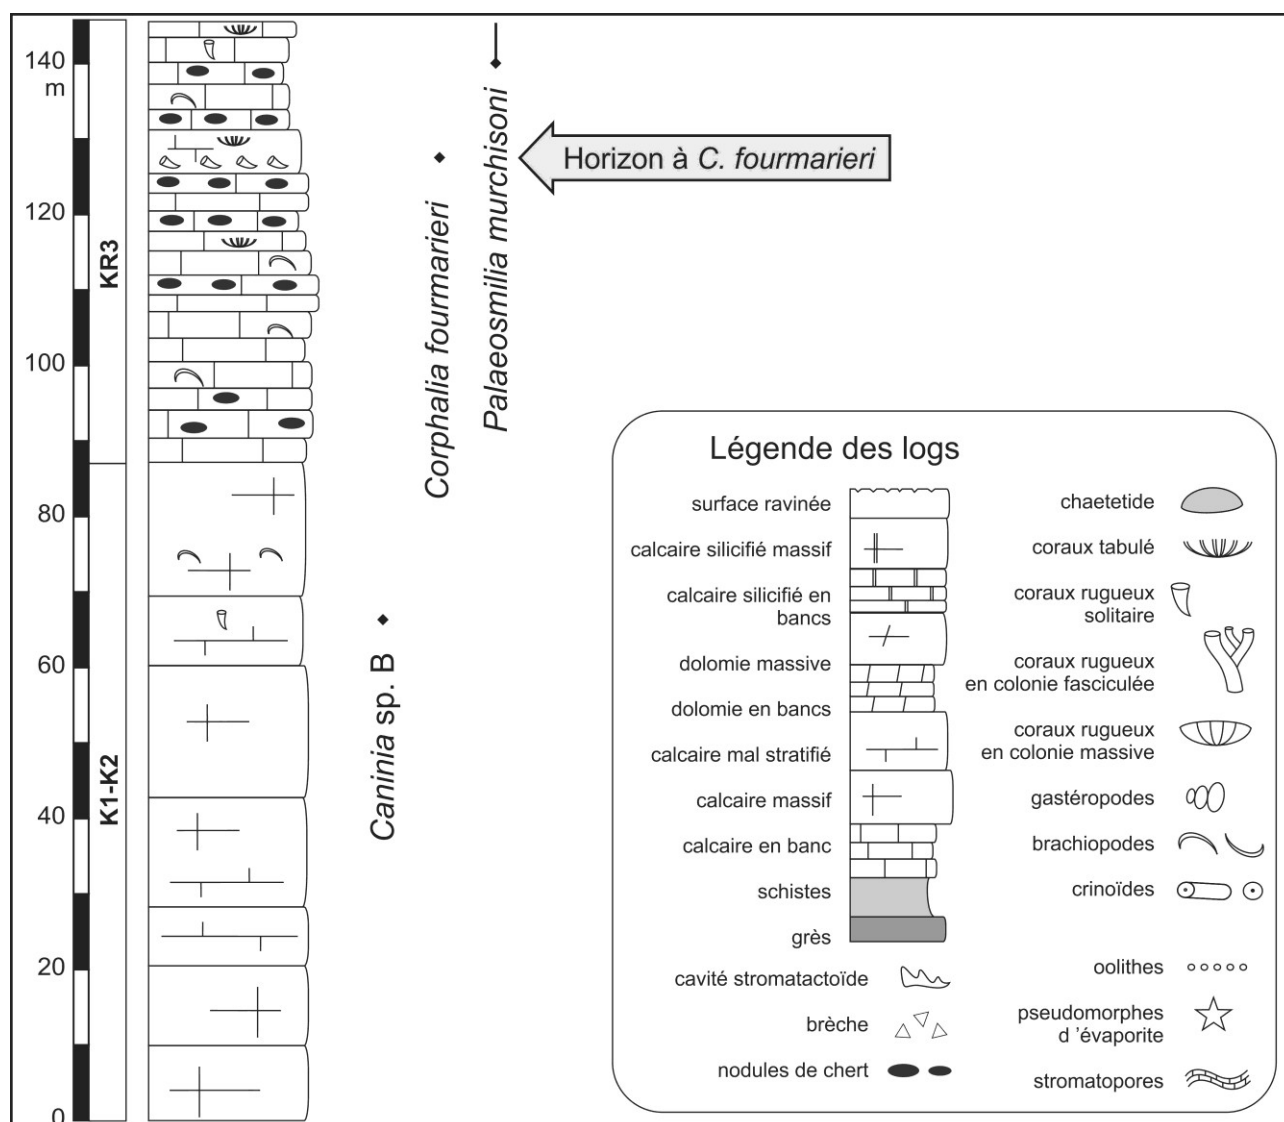 140
m
120
100
80
60
40
20
0
KR3
K1-K2
Caninia sp. B
Corphalia fourmarieri
Palaeosmilia murchisoni
Horizon à C. fourmarieri
Légende des logs
surface ravinée
calcaire silicifié massif
calcaire silicifié en
bancs
dolomie massive
dolomie en bancs
calcaire mal stratifié
calcaire massif
calcaire en banc
schistes
grès
cavité stromatactoïde
brèche
nodules de chert
chaetetide
coraux tabulé
coraux rugueux
solitaire
coraux rugueux
en colonie fasciculée
coraux rugueux
en colonie massive
gastéropodes
brachiopodes
crinoïdes
oolithes
pseudomorphes
d 'évaporite
stromatopores